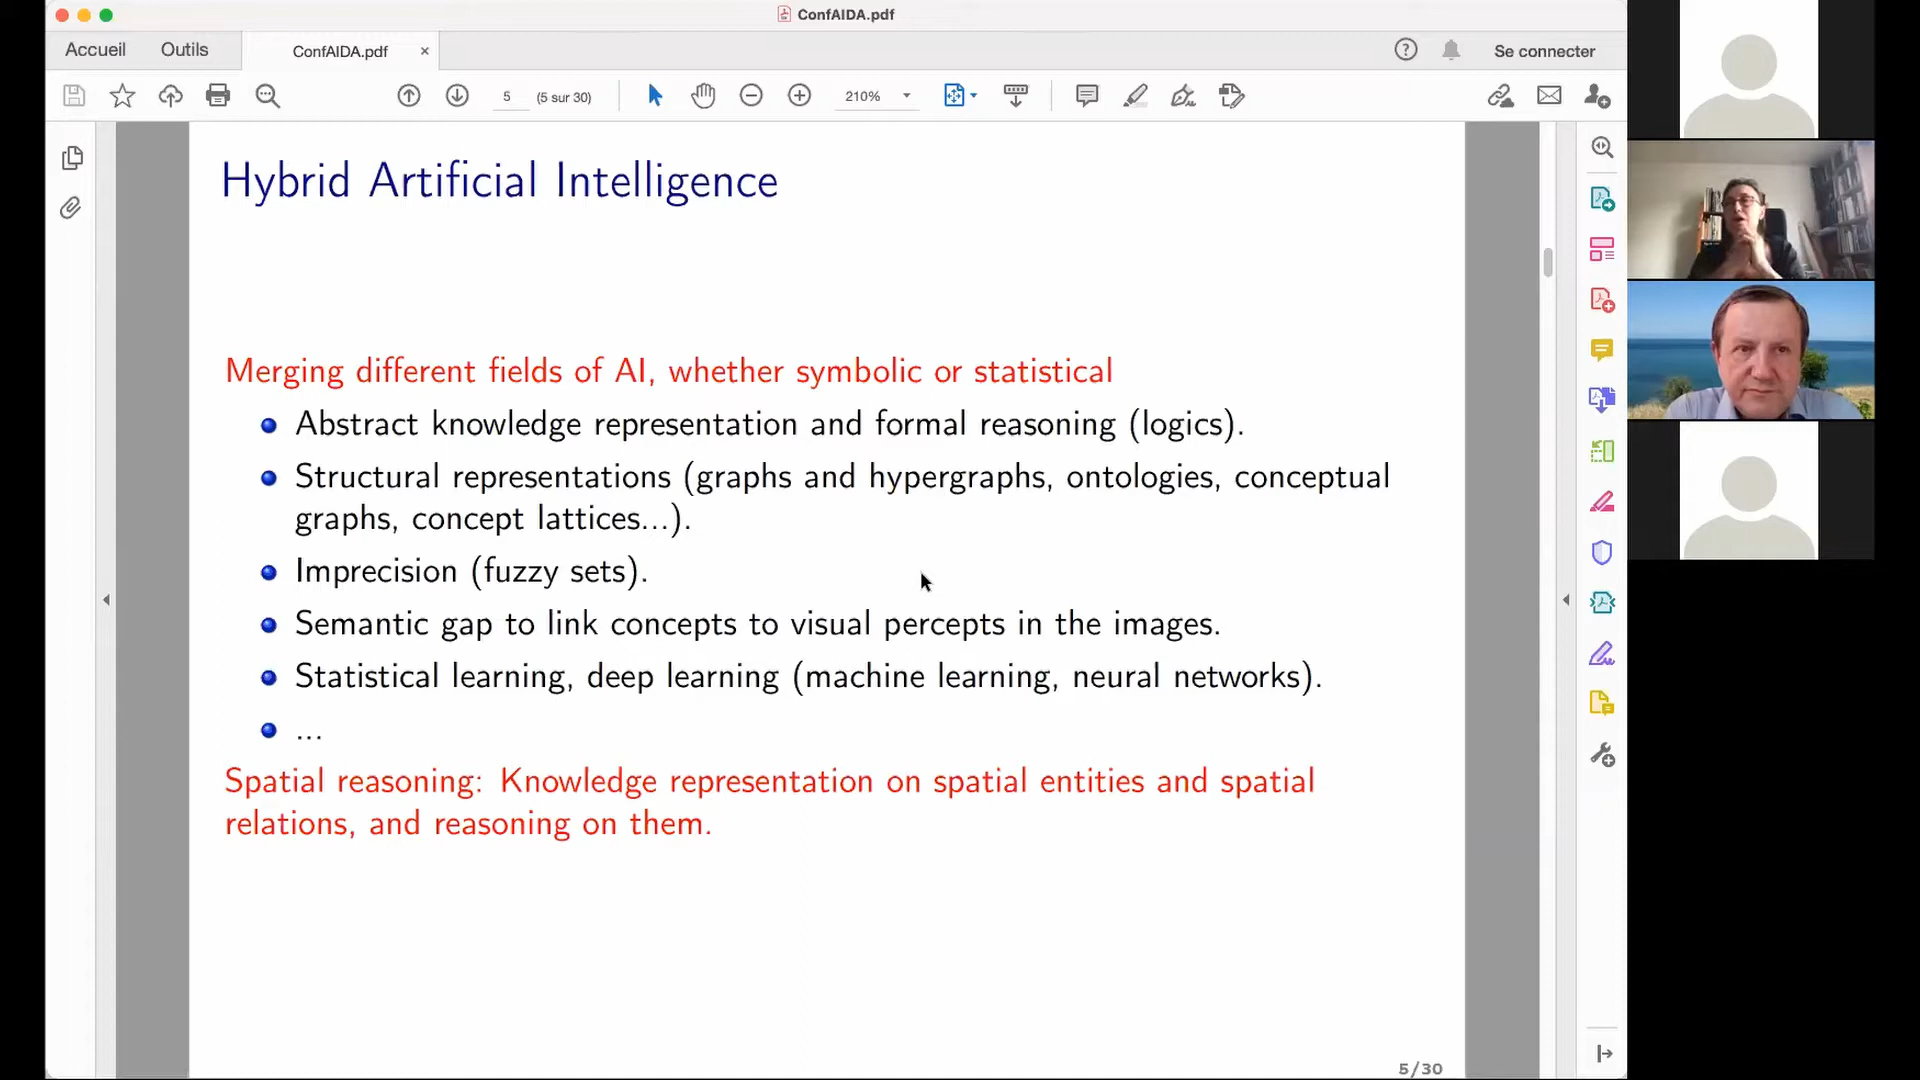 ConfAIDA.pdf
Accueil Outils ConfAIDA.pdf × Se connecter
5 (5 sur 30) 210%
Hybrid Artificial Intelligence
Merging different fields of AI, whether symbolic or statistical
Abstract knowledge representation and formal reasoning (logics).
Structural representations (graphs and hypergraphs, ontologies, conceptual
graphs, concept lattices...).
Imprecision (fuzzy sets).
Semantic gap to link concepts to visual percepts in the images.
Statistical learning, deep learning (machine learning, neural networks).
...
Spatial reasoning: Knowledge representation on spatial entities and spatial
relations, and reasoning on them.
5/30